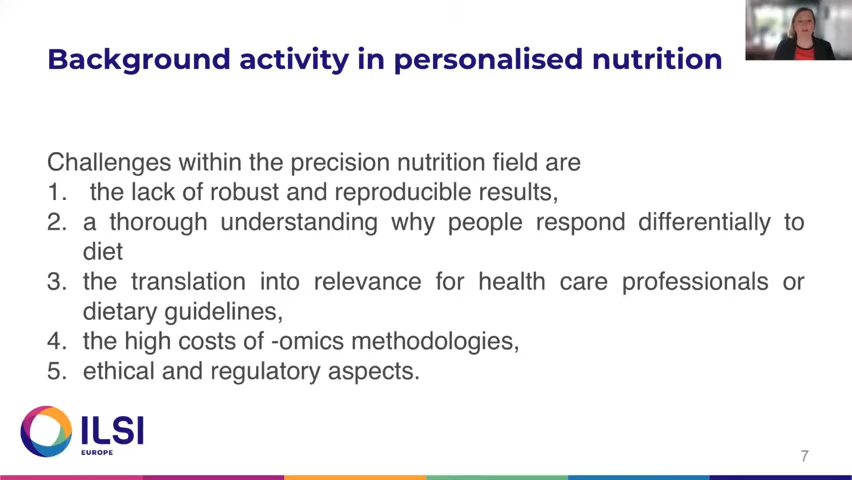 Background activity in personalised nutrition
Challenges within the precision nutrition field are
1. the lack of robust and reproducible results,
2. a thorough understanding why people respond differentially to
diet
3. the translation into relevance for health care professionals or
dietary guidelines,
4. the high costs of -omics methodologies,
5. ethical and regulatory aspects.
ILSI
EUROPE
7